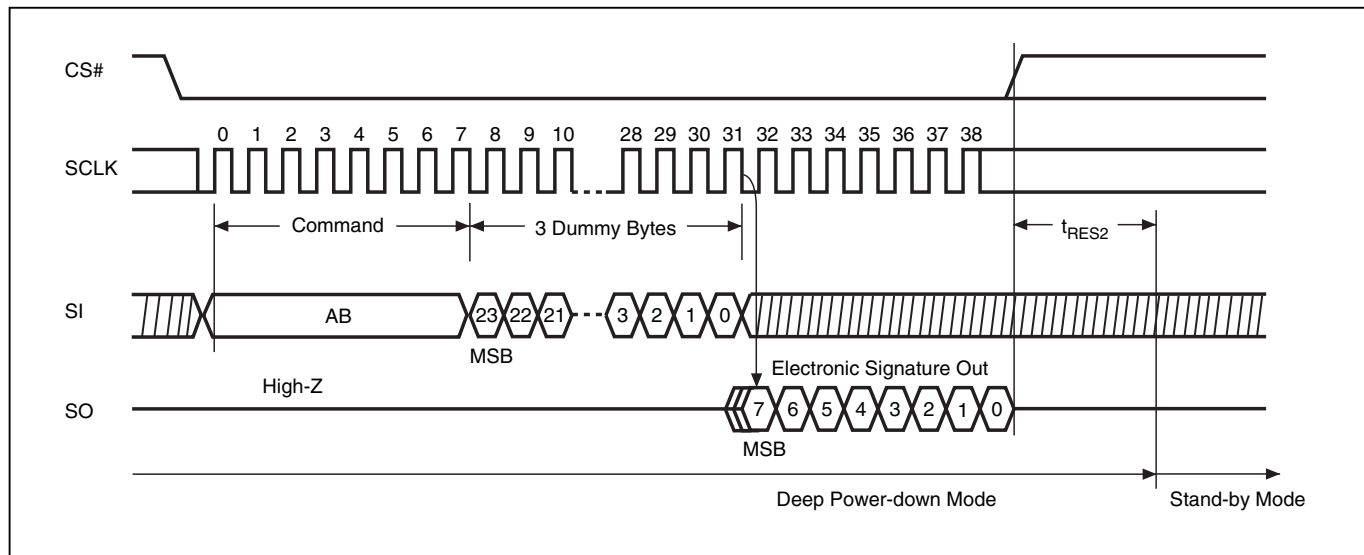 CS#
0 1 2 3 4 5 6 7 8 9 10 28 29 30 31 32 33 34 35 36 37 38
SCLK
Command 3 Dummy Bytes tRES2
SI AB 23 22 21 3 2 1 0
MSB
High-Z Electronic Signature Out
SO 7 6 5 4 3 2 1 0
MSB
Deep Power-down Mode Stand-by Mode